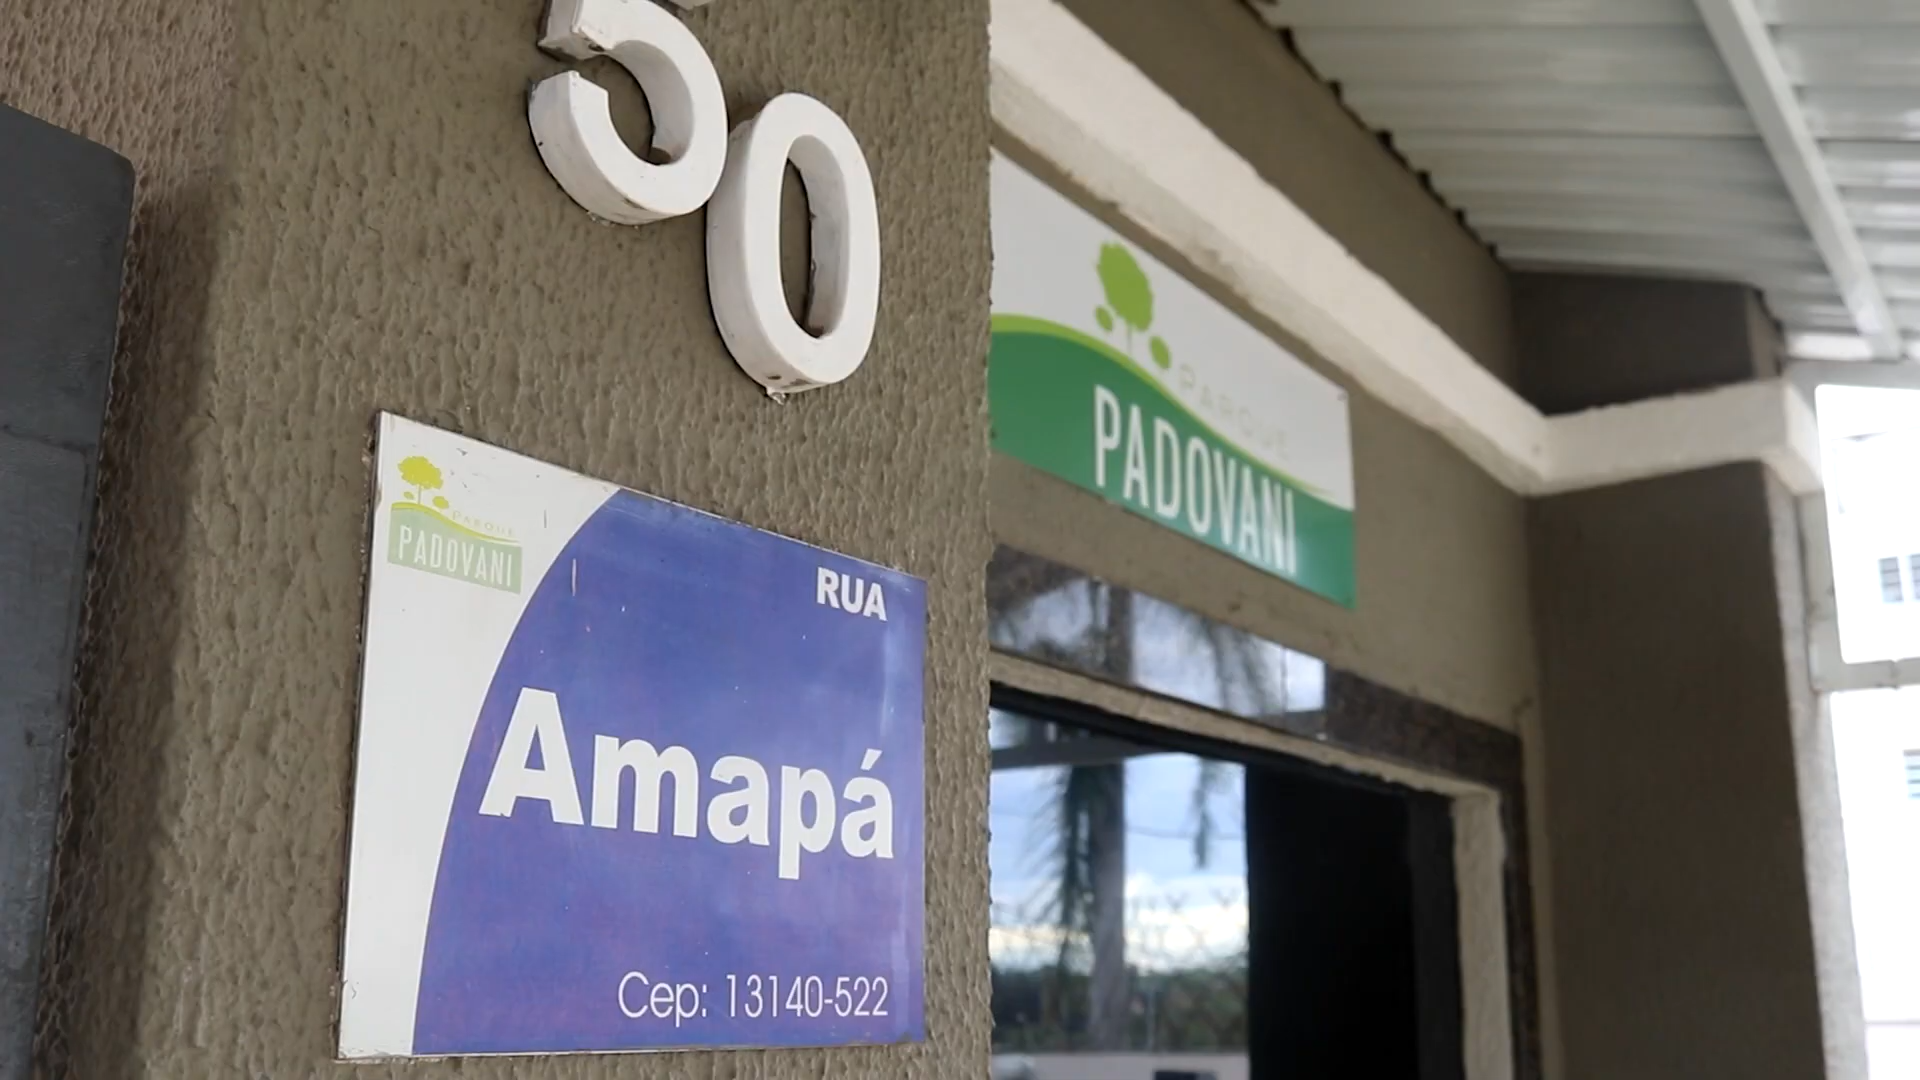 50
PARQUE
PADOVANI
PARQUE
PADOVANI
RUA
Amapá
Cep: 13140-522